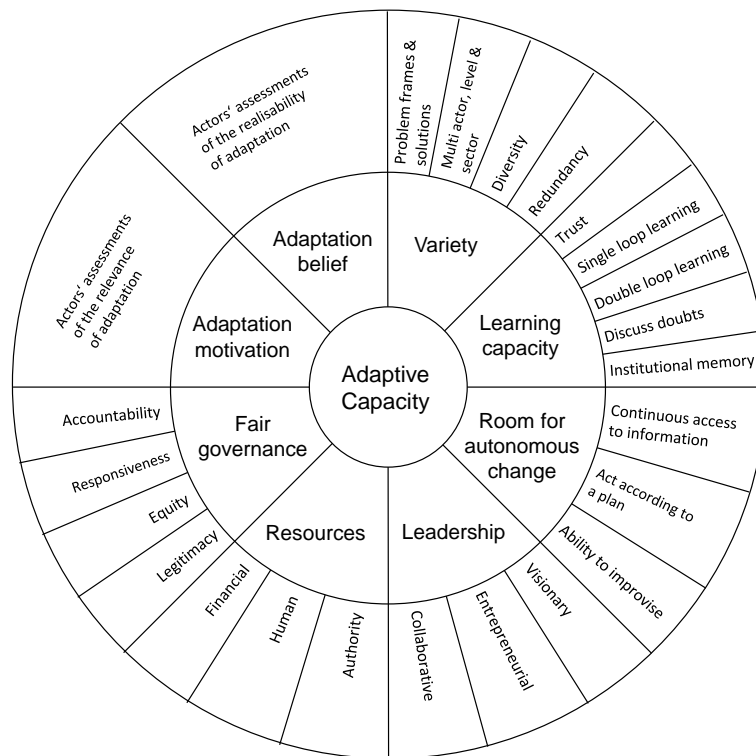 Adaptive
Capacity
Variety
Learning
capacity
Room for
autonomous
change
Leadership
Resources
Fair
governance
Adaptation
motivation
Adaptation
belief
Problem frames &
solutions
Multi actor, level &
sector
Diversity
Redundancy
Trust
Single loop learning
Double loop learning
Discuss doubts
Institutional memory
Continuous access
to information
Act according to
a plan
Ability to improvise
Visionary
Entrepreneurial
Collaborative
Authority
Human
Financial
Legitimacy
Equity
Responsiveness
Accountability
Actors‘ assessments
of the relevance
of adaptation
Actors‘ assessments
of the realisability
of adaptation